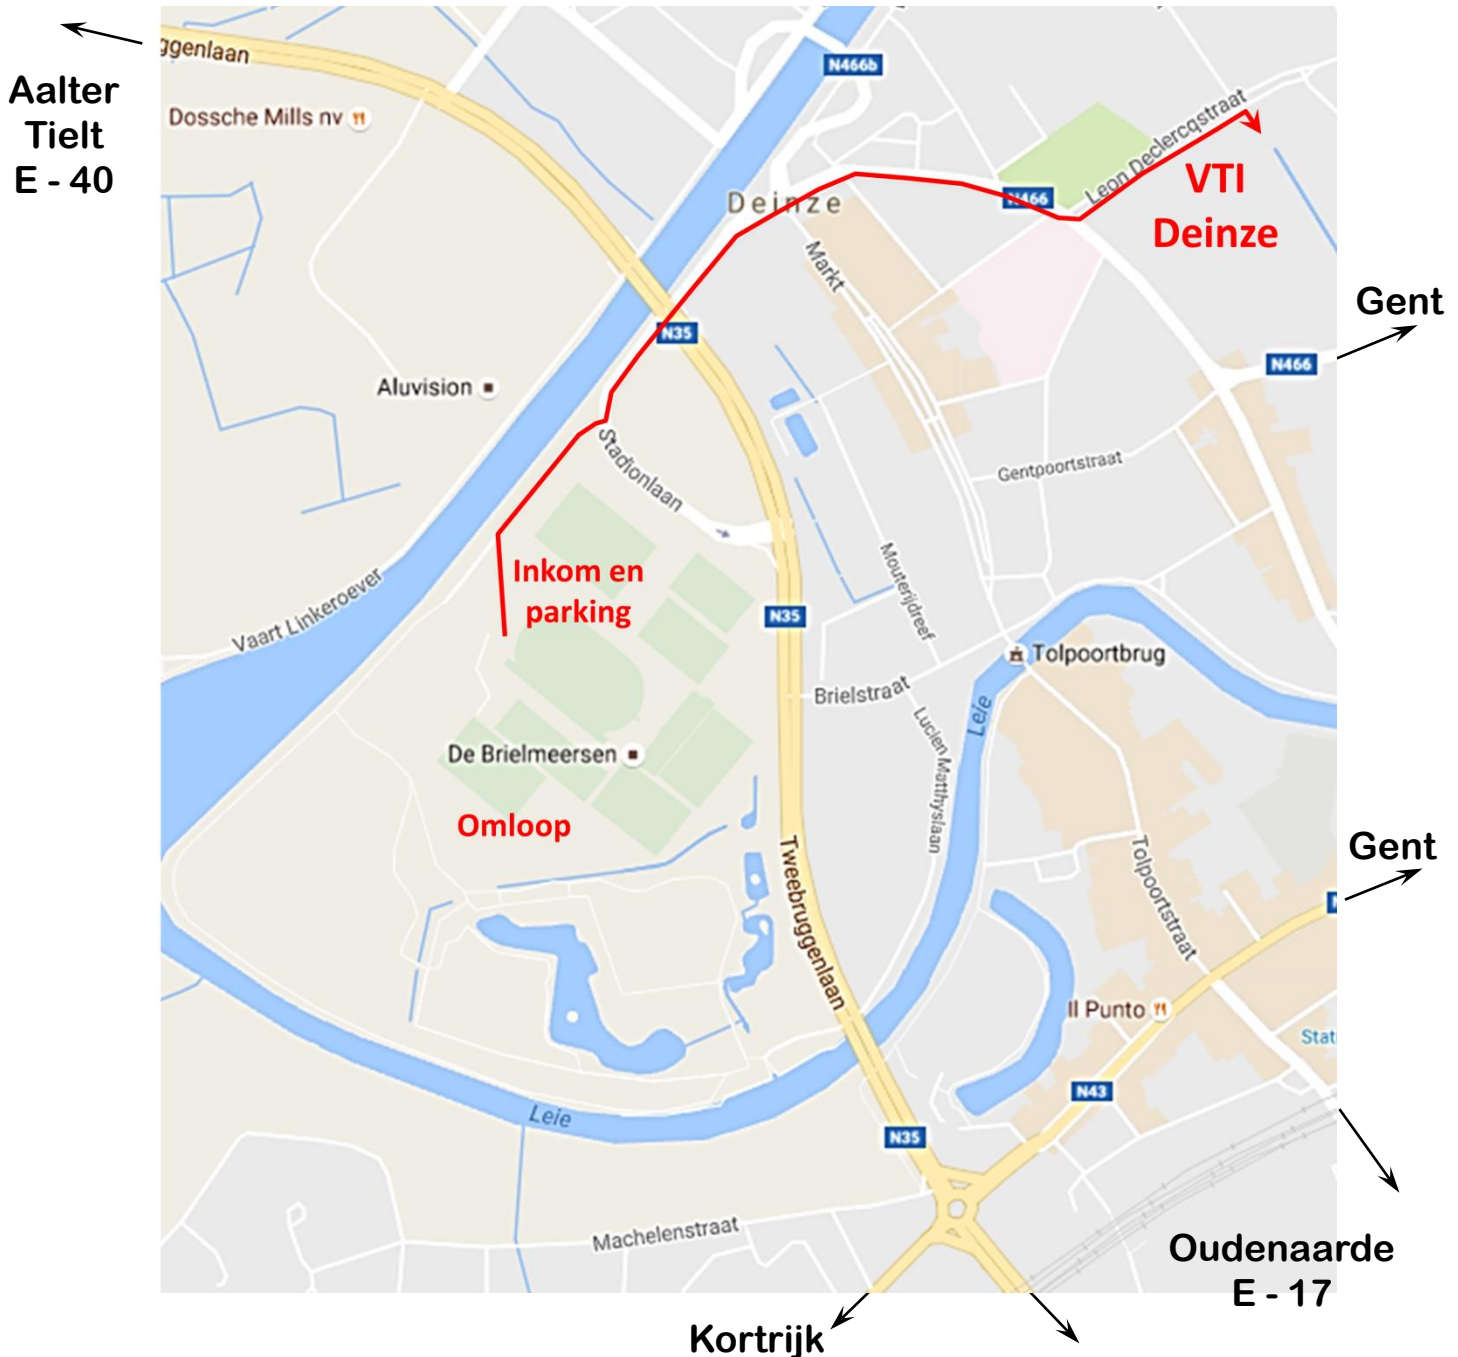 ggenlaan
N466b
Aalter
Tielt
E - 40
Dossche Mills nv
Leon Declercqstraat
VTI
Deinze
Deinze
N466
Markt
Gent
N35
N466
Aluvision
Stadionlaan
Gentpoortstraat
Inkom en
parking
Mouterijdreef
Vaart Linkeroever
N35
Tolpoortbrug
Brielstraat
Leie
Lucien Matthyslaan
De Brielmeersen
Omloop
Tweebruggenlaan
Tolpoortstraat
Gent
Il Punto
Stati
N43
Leie
N35
Machelenstraat
Oudenaarde
E - 17
Kortrijk